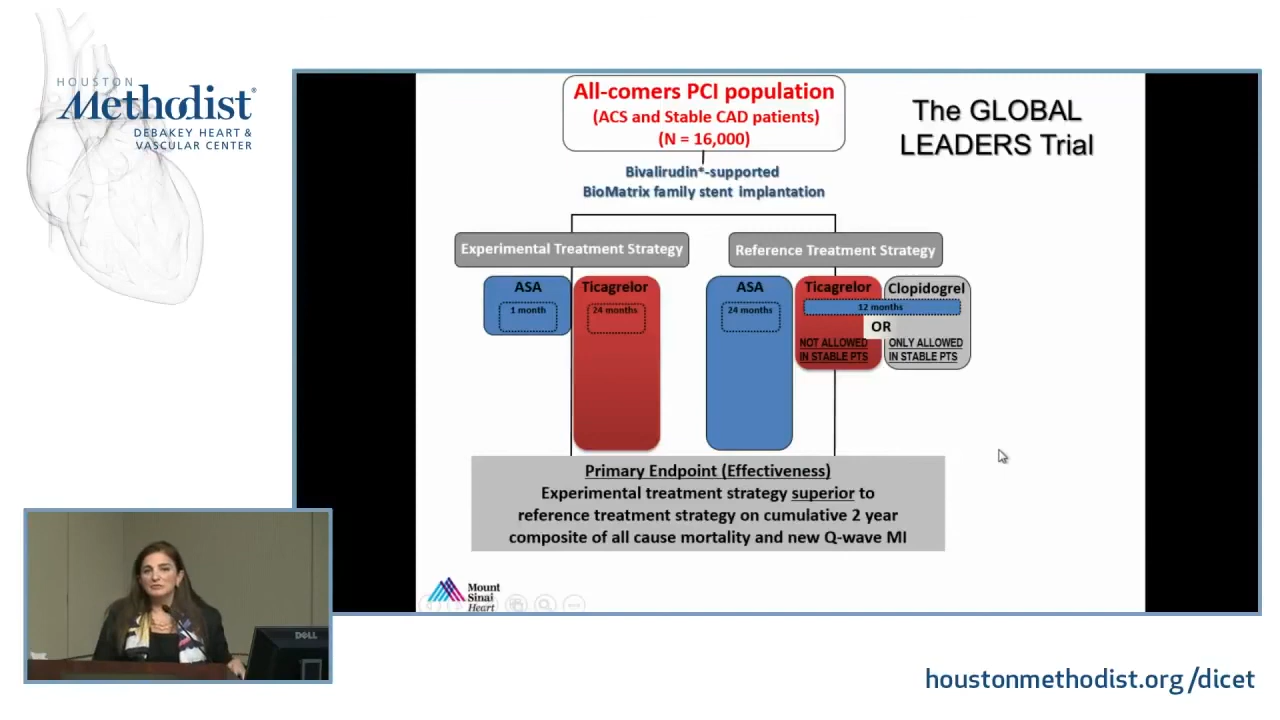 HOUSTON
Methodist®
DEBAKEY HEART &
VASCULAR CENTER
All-comers PCI population
(ACS and Stable CAD patients)
(N = 16,000)
The GLOBAL
LEADERS Trial
Bivalirudin*-supported
BioMatrix family stent implantation
Experimental Treatment Strategy
Reference Treatment Strategy
ASA
1 month
Ticagrelor
24 months
ASA
24 months
Ticagrelor
Clopidogrel
12 months
OR
NOT ALLOWED
IN STABLE PTS
ONLY ALLOWED
IN STABLE PTS
Primary Endpoint (Effectiveness)
Experimental treatment strategy superior to
reference treatment strategy on cumulative 2 year
composite of all cause mortality and new Q-wave MI
Mount
Sinai
Heart
DELL
houstonmethodist.org/dicet